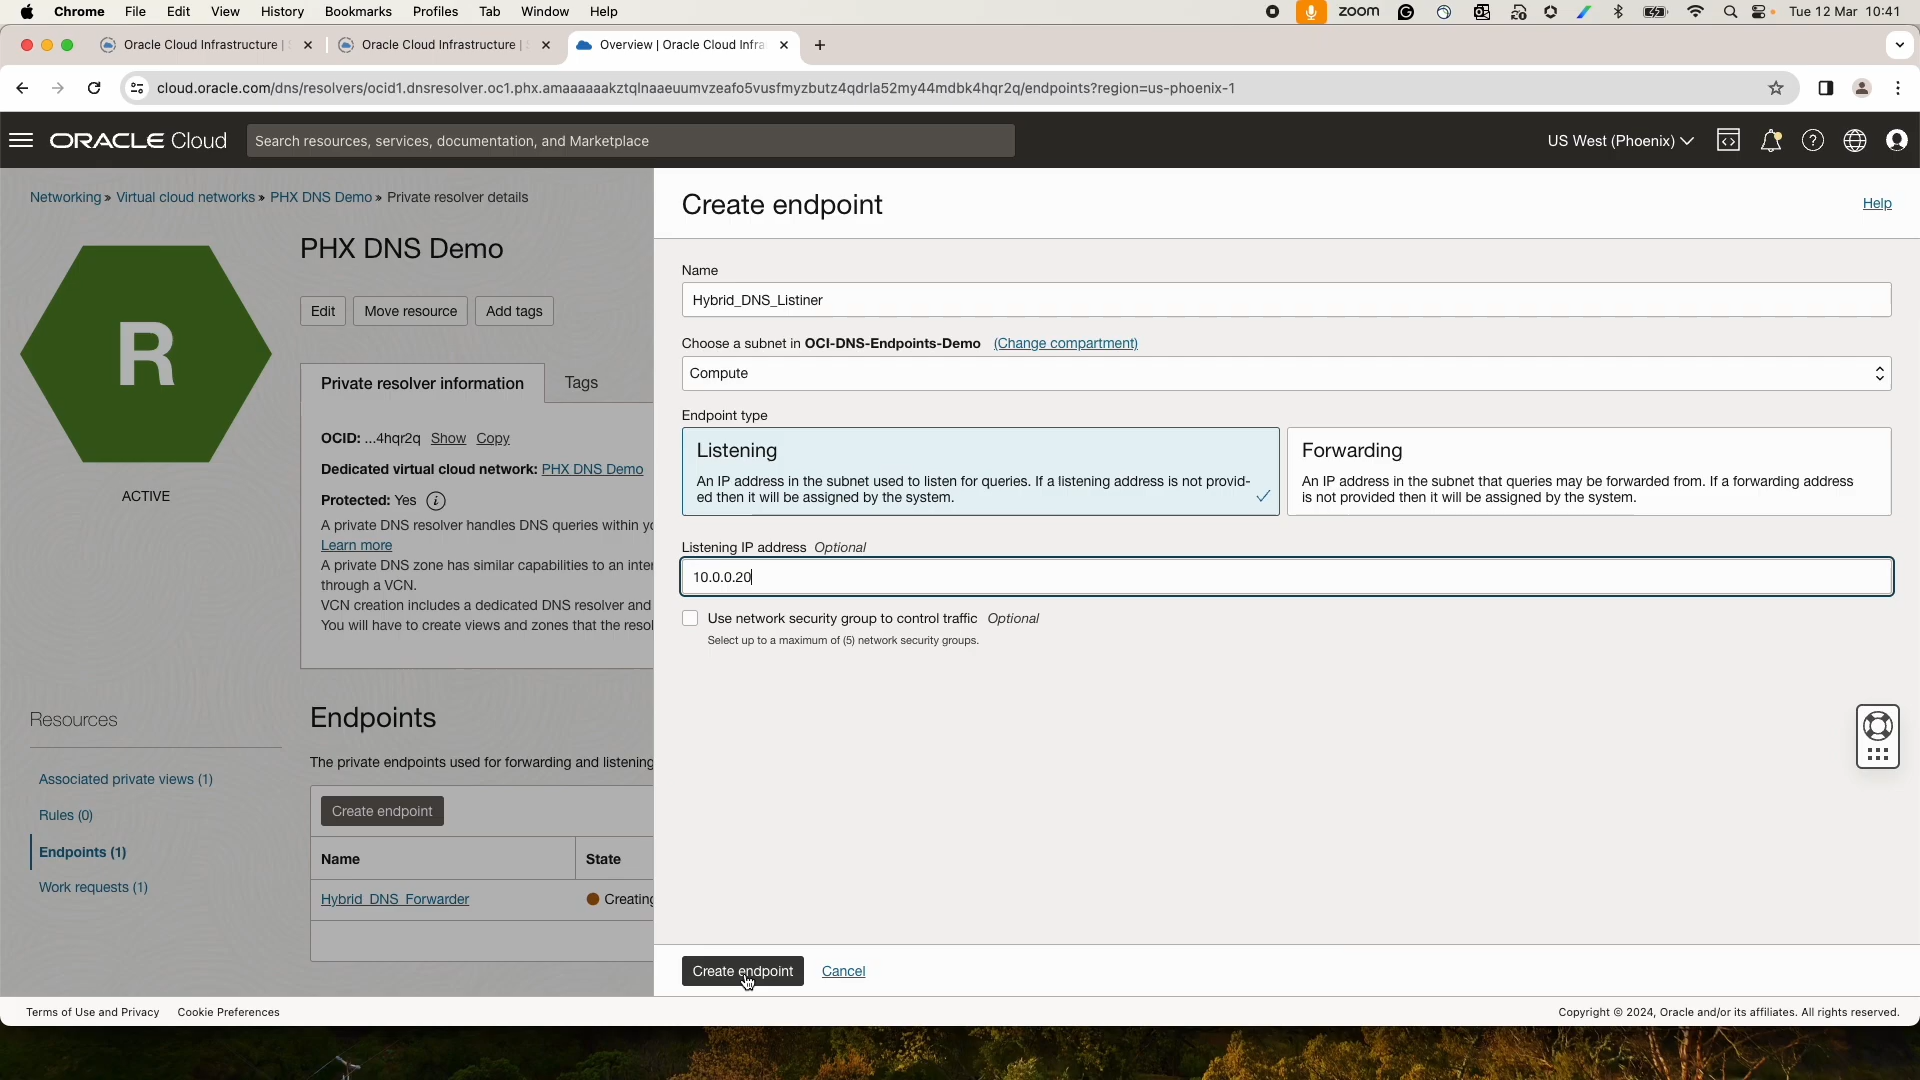 Chrome File Edit View History Bookmarks Profiles Tab Window Help zoom Tue 12 Mar 10:41
Oracle Cloud Infrastructure | Oracle Cloud Infrastructure | Overview | Oracle Cloud Infra
cloud.oracle.com/dns/resolvers/ocid1.dnsresolver.oc1.phx.amaaaaaakztqlnaaeuumvzeafo5vusfmyzbutz4qdrla52my44mdbk4hqr2q/endpoints?region=us-phoenix-1
ORACLE Cloud Search resources, services, documentation, and Marketplace US West (Phoenix)
Networking » Virtual cloud networks » PHX DNS Demo » Private resolver details
R
ACTIVE
PHX DNS Demo
Edit Move resource Add tags
Private resolver information Tags
OCID: ...4hqr2q Show Copy
Dedicated virtual cloud network: PHX DNS Demo
Protected: Yes
A private DNS resolver handles DNS queries within yo
Learn more
A private DNS zone has similar capabilities to an inte
through a VCN.
VCN creation includes a dedicated DNS resolver and
You will have to create views and zones that the reso
Resources
Associated private views (1)
Rules (0)
Endpoints (1)
Work requests (1)
Endpoints
The private endpoints used for forwarding and listening
Create endpoint
Name State
Hybrid_DNS_Forwarder Creating
Create endpoint
Help
Name
Hybrid_DNS_Listiner
Choose a subnet in OCI-DNS-Endpoints-Demo (Change compartment)
Compute
Endpoint type
Listening
An IP address in the subnet used to listen for queries. If a listening address is not provid-
ed then it will be assigned by the system.
Forwarding
An IP address in the subnet that queries may be forwarded from. If a forwarding address
is not provided then it will be assigned by the system.
Listening IP address Optional
10.0.0.20
Use network security group to control traffic Optional
Select up to a maximum of (5) network security groups.
Create endpoint Cancel
Terms of Use and Privacy Cookie Preferences
Copyright © 2024, Oracle and/or its affiliates. All rights reserved.